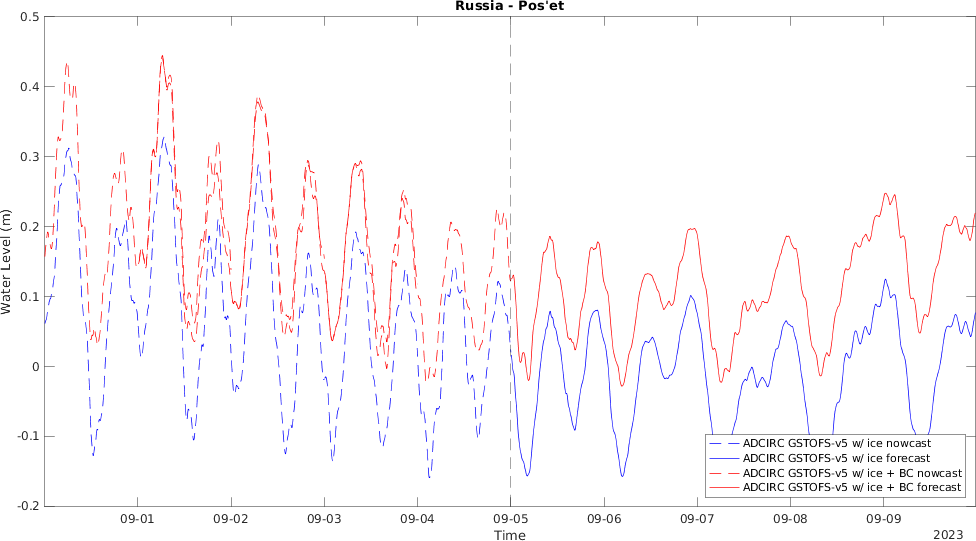 Russia - Pos'et
0.5
0.4
0.3
0.2
0.1
0
-0.1
-0.2
Water Level (m)
09-01 09-02 09-03 09-04 09-05 09-06 09-07 09-08 09-09
Time
2023
ADCIRC GSTOFS-v5 w/ ice nowcast
ADCIRC GSTOFS-v5 w/ ice forecast
ADCIRC GSTOFS-v5 w/ ice + BC nowcast
ADCIRC GSTOFS-v5 w/ ice + BC forecast